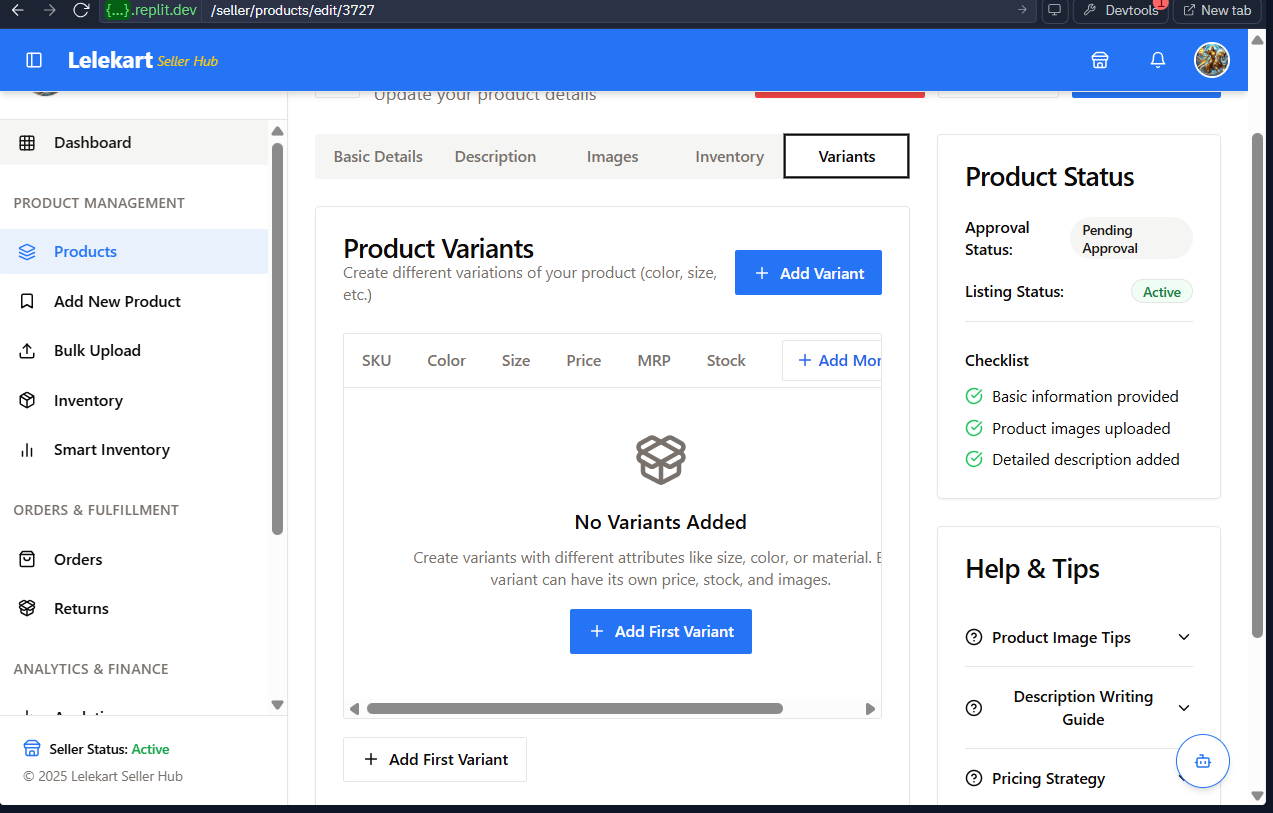 {...}.replit.dev /seller/products/edit/3727
Devtools 1
New tab
Lelekart Seller Hub
Update your product details
Dashboard
PRODUCT MANAGEMENT
Products
Add New Product
Bulk Upload
Inventory
Smart Inventory
ORDERS & FULFILLMENT
Orders
Returns
ANALYTICS & FINANCE
Seller Status: Active
© 2025 Lelekart Seller Hub
Basic Details
Description
Images
Inventory
Variants
Product Variants
Create different variations of your product (color, size,
etc.)
Add Variant
SKU
Color
Size
Price
MRP
Stock
Add Mor
No Variants Added
Create variants with different attributes like size, color, or material.
variant can have its own price, stock, and images.
Add First Variant
Add First Variant
Product Status
Approval
Status:
Pending
Approval
Listing Status:
Active
Checklist
Basic information provided
Product images uploaded
Detailed description added
Help & Tips
Product Image Tips
Description Writing
Guide
Pricing Strategy